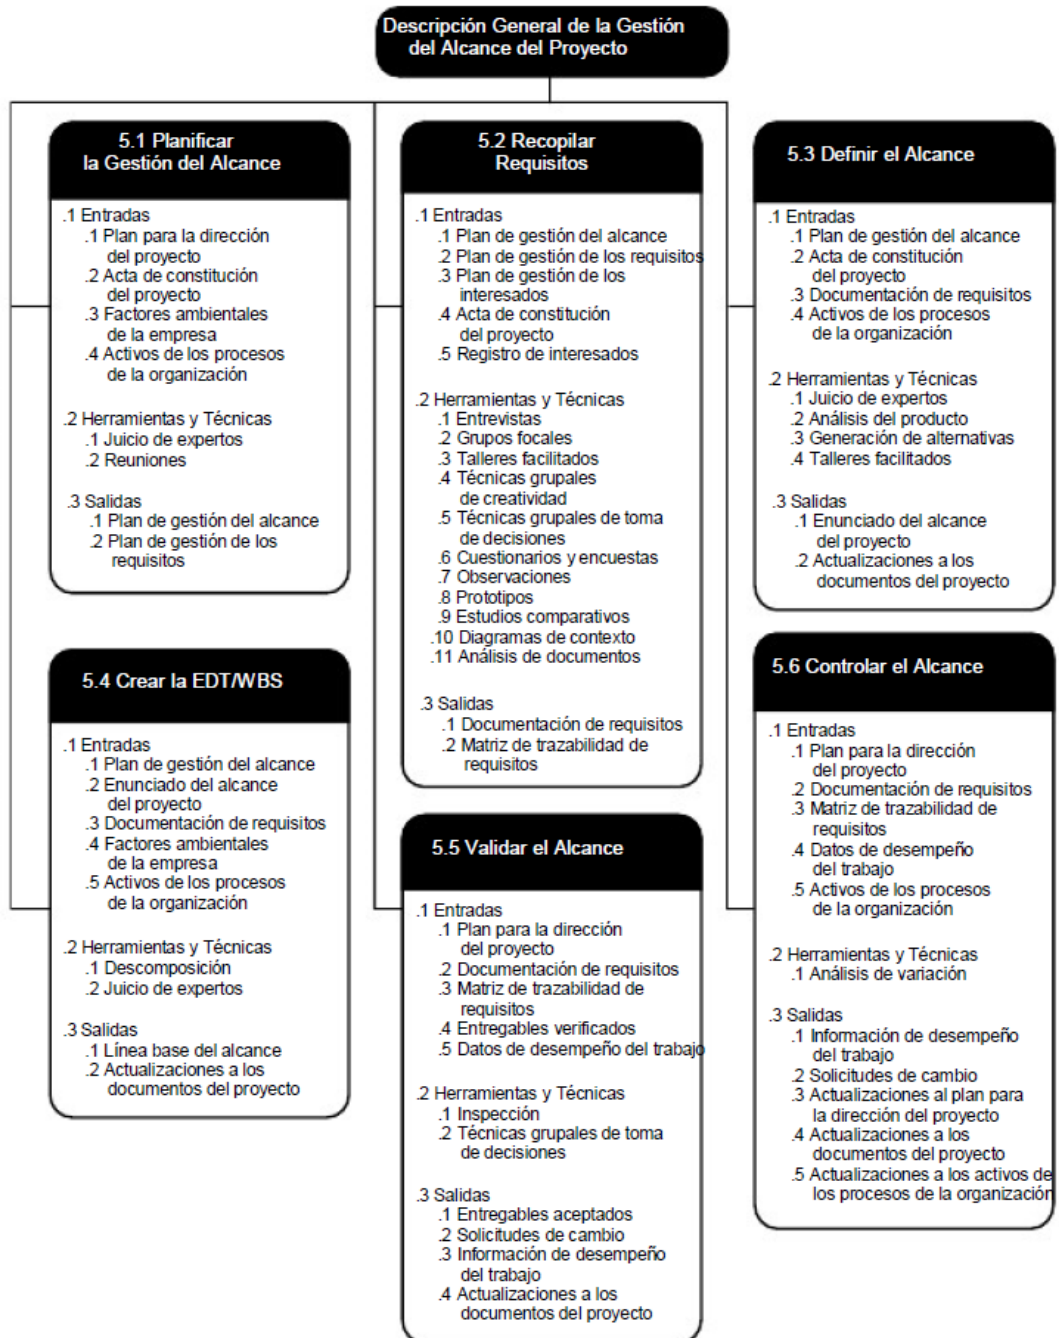 Descripción General de la Gestión
del Alcance del Proyecto
5.1 Planificar
la Gestión del Alcance
.1 Entradas
.1 Plan para la dirección
del proyecto
.2 Acta de constitución
del proyecto
.3 Factores ambientales
de la empresa
.4 Activos de los procesos
de la organización
.2 Herramientas y Técnicas
.1 Juicio de expertos
.2 Reuniones
.3 Salidas
.1 Plan de gestión del alcance
.2 Plan de gestión de los
requisitos
5.2 Recopilar
Requisitos
.1 Entradas
.1 Plan de gestión del alcance
.2 Plan de gestión de los requisitos
.3 Plan de gestión de los
interesados
.4 Acta de constitución
del proyecto
.5 Registro de interesados
.2 Herramientas y Técnicas
.1 Entrevistas
.2 Grupos focales
.3 Talleres facilitados
.4 Técnicas grupales
de creatividad
.5 Técnicas grupales de toma
de decisiones
.6 Cuestionarios y encuestas
.7 Observaciones
.8 Prototipos
.9 Estudios comparativos
.10 Diagramas de contexto
.11 Análisis de documentos
.3 Salidas
.1 Documentación de requisitos
.2 Matriz de trazabilidad de
requisitos
5.3 Definir el Alcance
.1 Entradas
.1 Plan de gestión del alcance
.2 Acta de constitución
del proyecto
.3 Documentación de requisitos
.4 Activos de los procesos
de la organización
.2 Herramientas y Técnicas
.1 Juicio de expertos
.2 Análisis del producto
.3 Generación de alternativas
.4 Talleres facilitados
.3 Salidas
.1 Enunciado del alcance
del proyecto
.2 Actualizaciones a los
documentos del proyecto
5.4 Crear la EDT/WBS
.1 Entradas
.1 Plan de gestión del alcance
.2 Enunciado del alcance
del proyecto
.3 Documentación de requisitos
.4 Factores ambientales
de la empresa
.5 Activos de los procesos
de la organización
.2 Herramientas y Técnicas
.1 Descomposición
.2 Juicio de expertos
.3 Salidas
.1 Línea base del alcance
.2 Actualizaciones a los
documentos del proyecto
5.5 Validar el Alcance
.1 Entradas
.1 Plan para la dirección
del proyecto
.2 Documentación de requisitos
.3 Matriz de trazabilidad de
requisitos
.4 Entregables verificados
.5 Datos de desempeño del trabajo
.2 Herramientas y Técnicas
.1 Inspección
.2 Técnicas grupales de toma
de decisiones
.3 Salidas
.1 Entregables aceptados
.2 Solicitudes de cambio
.3 Información de desempeño
del trabajo
.4 Actualizaciones a los
documentos del proyecto
5.6 Controlar el Alcance
.1 Entradas
.1 Plan para la dirección
del proyecto
.2 Documentación de requisitos
.3 Matriz de trazabilidad de
requisitos
.4 Datos de desempeño
del trabajo
.5 Activos de los procesos
de la organización
.2 Herramientas y Técnicas
.1 Análisis de variación
.3 Salidas
.1 Información de desempeño
del trabajo
.2 Solicitudes de cambio
.3 Actualizaciones al plan para
la dirección del proyecto
.4 Actualizaciones a los
documentos del proyecto
.5 Actualizaciones a los activos de
los procesos de la organización